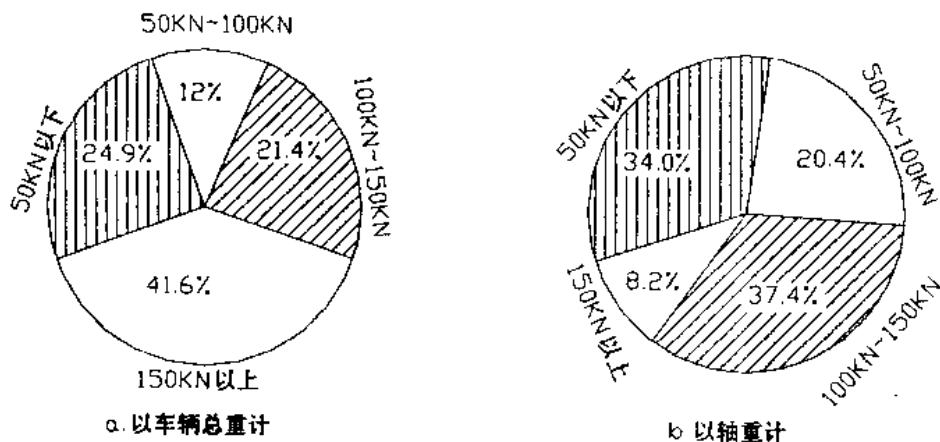 50KN~100KN
12%
100KN~150KN
21.4%
50KN以下
24.9%
41.6%
150KN以上
a.以车辆总重计
50KN以下
34.0%
50KN~100KN
20.4%
150KN以上
8.2%
37.4%
100KN~150KN
b 以轴重计